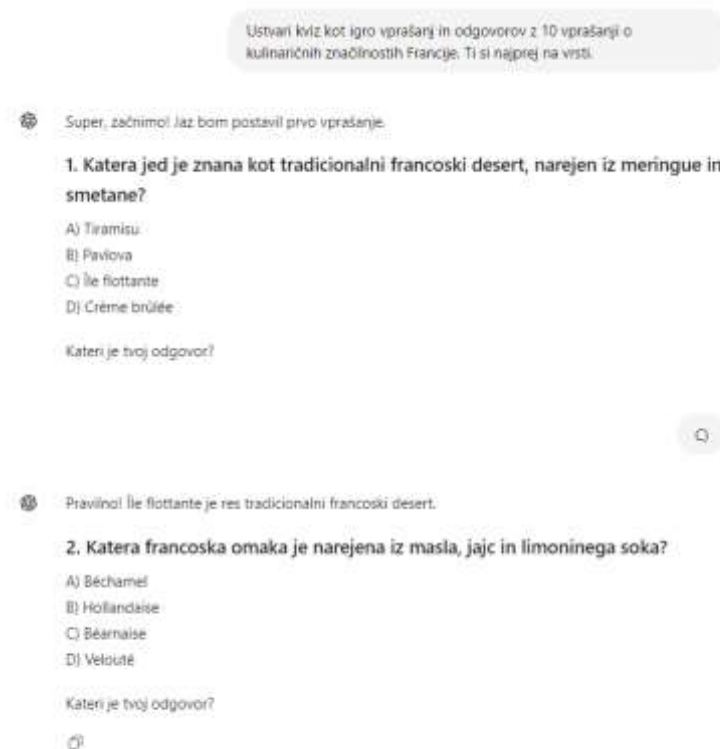 Ustvari kviz kot igro vprašanj in odgovorov z 10 vprašanji o
kulinaričnih značilnostih Francije. Ti si najprej na vrsti.
Super, začnimo! Jaz bom postavil prvo vprašanje.
1. Katera jed je znana kot tradicionalni francoski desert, narejen iz meringue in
smetane?
A) Tiramisu
B) Pavlova
C) Île flottante
D) Crème brûlée
Kateri je tvoj odgovor?
Pravilno! Île flottante je res tradicionalni francoski desert.
2. Katera francoska omaka je narejena iz masla, jajc in limoninega soka?
A) Béchamel
B) Hollandaise
C) Béarnaise
D) Velouté
Kateri je tvoj odgovor?